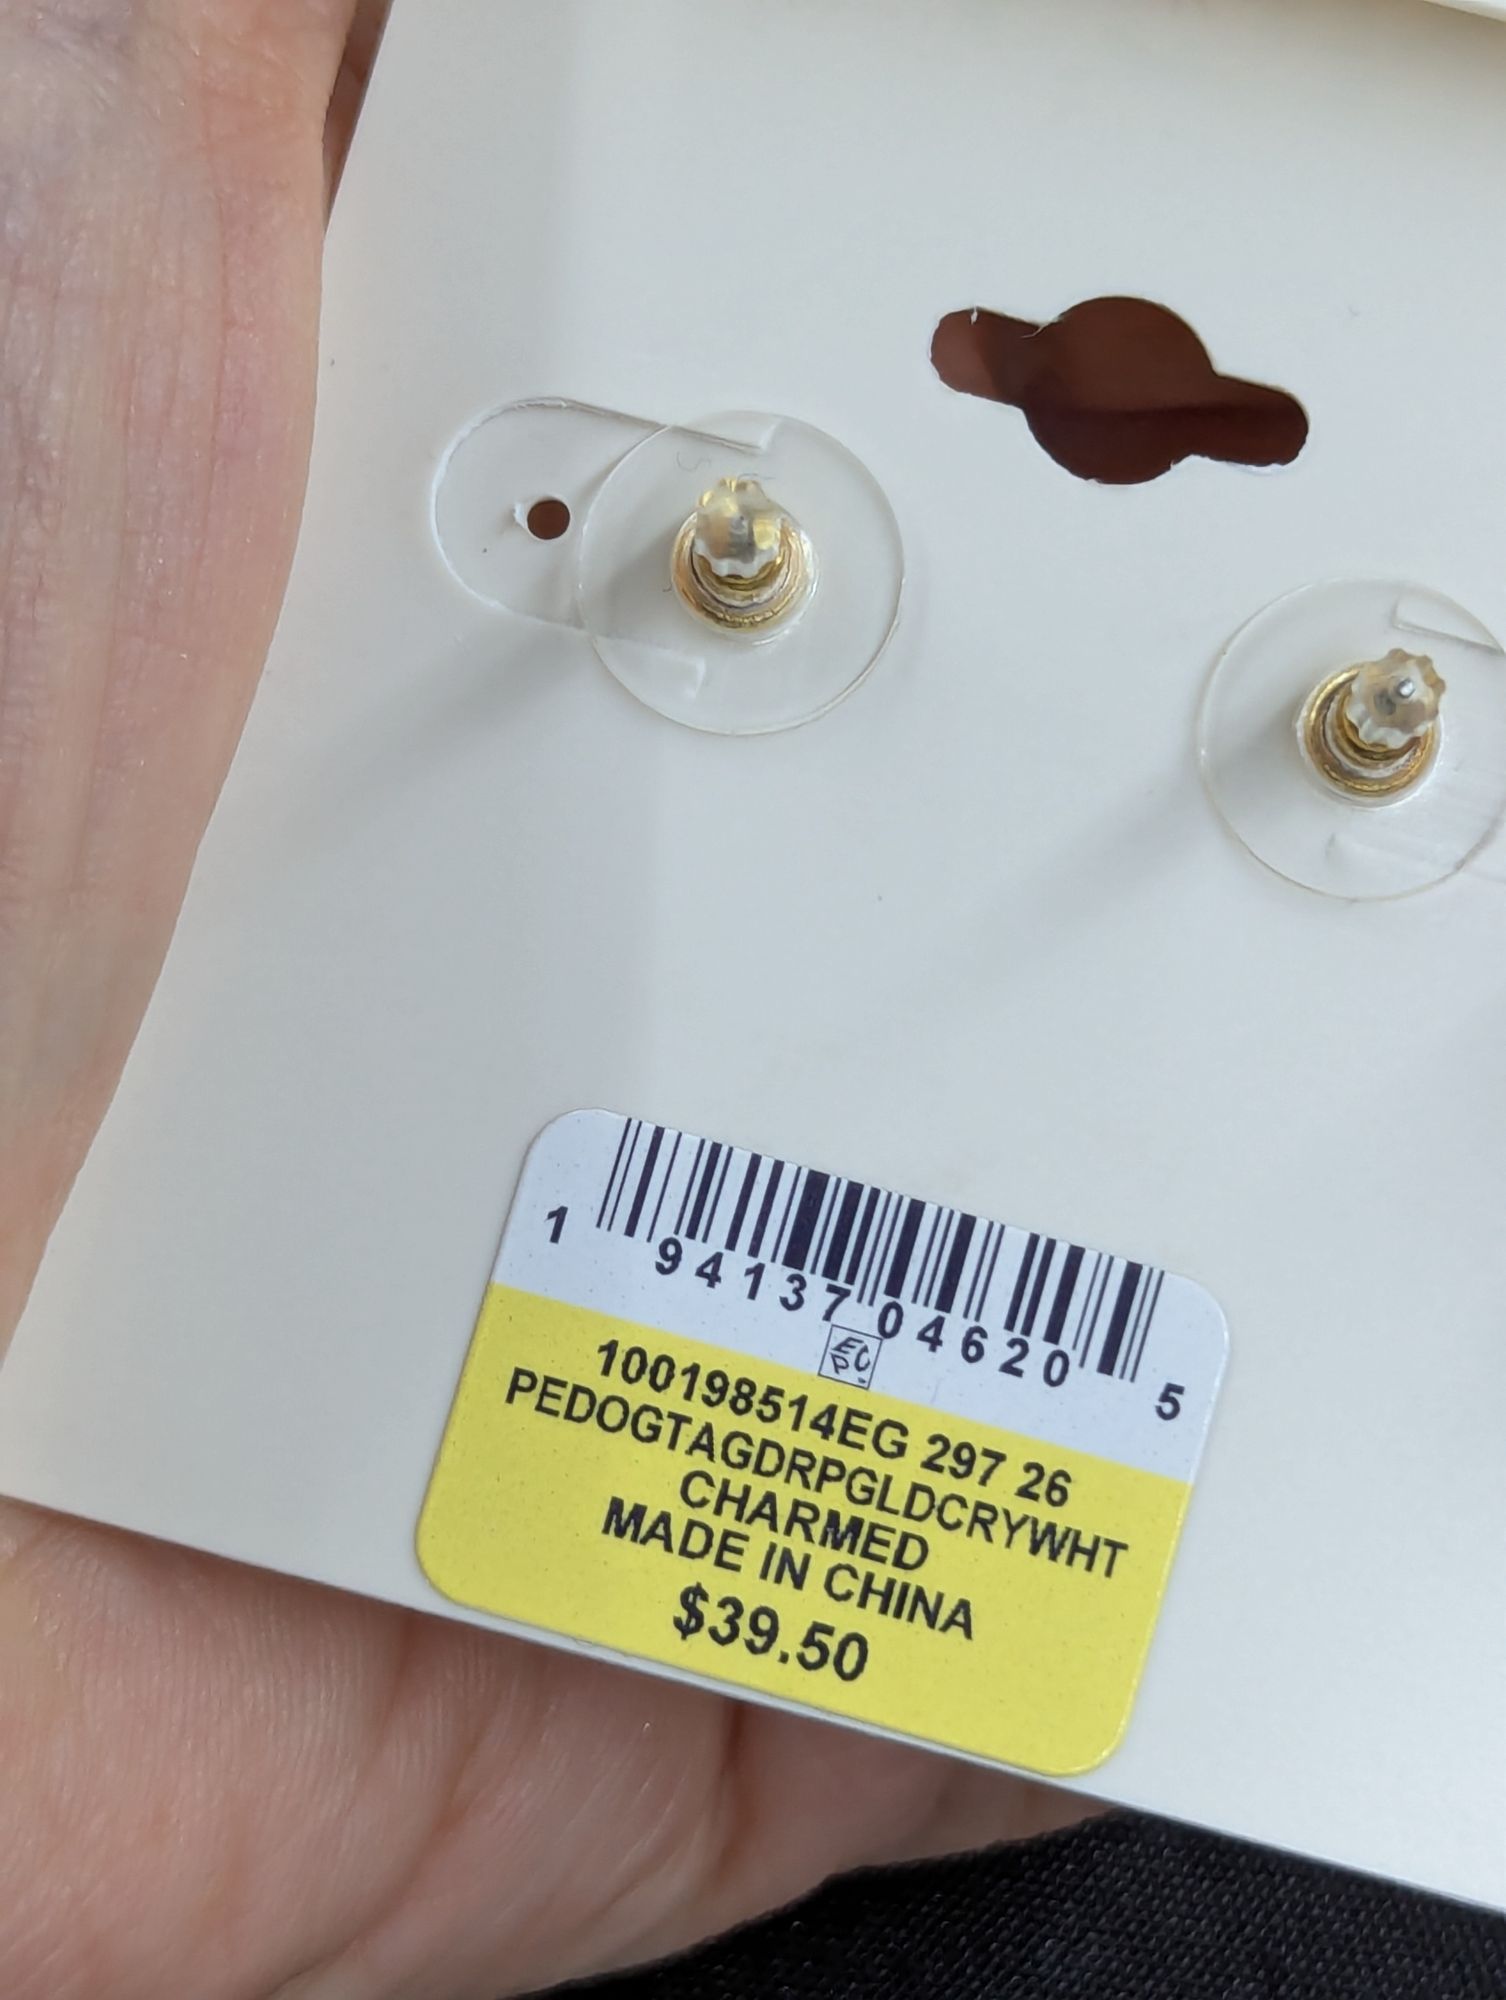 1 94137 04620 5
100198514EG 297 26
PEDOGTAGDRPGLDCRYWHT
CHARMED
MADE IN CHINA
$39.50